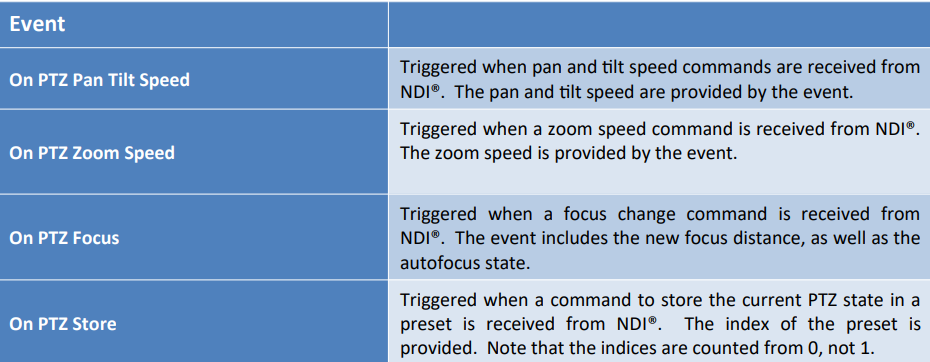 Event
On PTZ Pan Tilt Speed
Triggered when pan and tilt speed commands are received from
NDI®. The pan and tilt speed are provided by the event.
On PTZ Zoom Speed
Triggered when a zoom speed command is received from NDI®.
The zoom speed is provided by the event.
On PTZ Focus
Triggered when a focus change command is received from
NDI®. The event includes the new focus distance, as well as the
autofocus state.
On PTZ Store
Triggered when a command to store the current PTZ state in a
preset is received from NDI®. The index of the preset is
provided. Note that the indices are counted from 0, not 1.